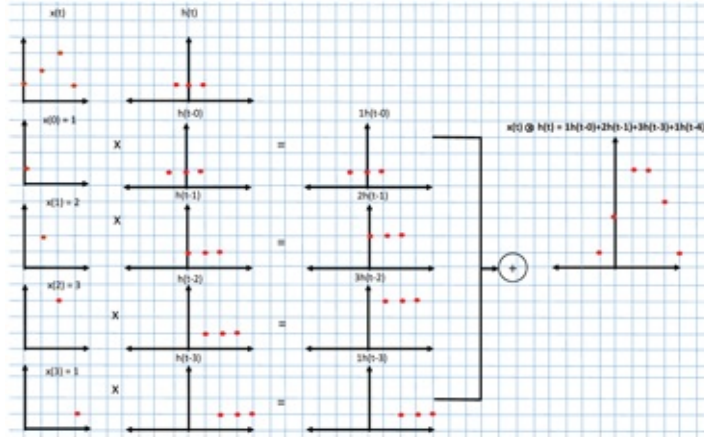 x(t) h(t)
h(t-0) 1h(t-0)
x(0) = 1
X =
x(t) @ h(t) = 1h(t-0)+2h(t-1)+3h(t-3)+1h(t-4)
h(t-1) 2h(t-1)
x(1) = 2
X =
h(t-2) 3h(t-2)
x(2) = 3
X =
+
h(t-3) 1h(t-3)
x(3) = 1
X =